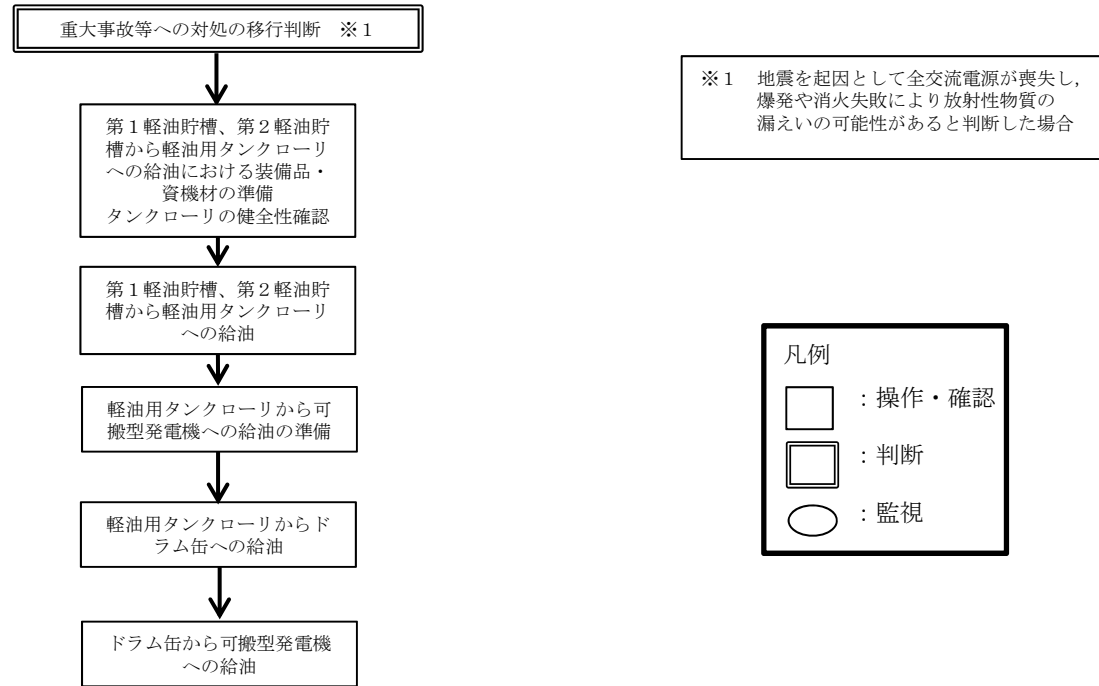 重大事故等への対処の移行判断　※１
第１軽油貯槽、第２軽油貯
槽から軽油用タンクローリ
への給油における装備品・
資機材の準備
タンクローリの健全性確認
第１軽油貯槽、第２軽油貯
槽から軽油用タンクローリ
への給油
軽油用タンクローリから可
搬型発電機への給油の準備
軽油用タンクローリからド
ラム缶への給油
ドラム缶から可搬型発電機
への給油
※１　地震を起因として全交流電源が喪失し，
爆発や消火失敗により放射性物質の
漏えいの可能性があると判断した場合
凡例
：操作・確認
：判断
：監視